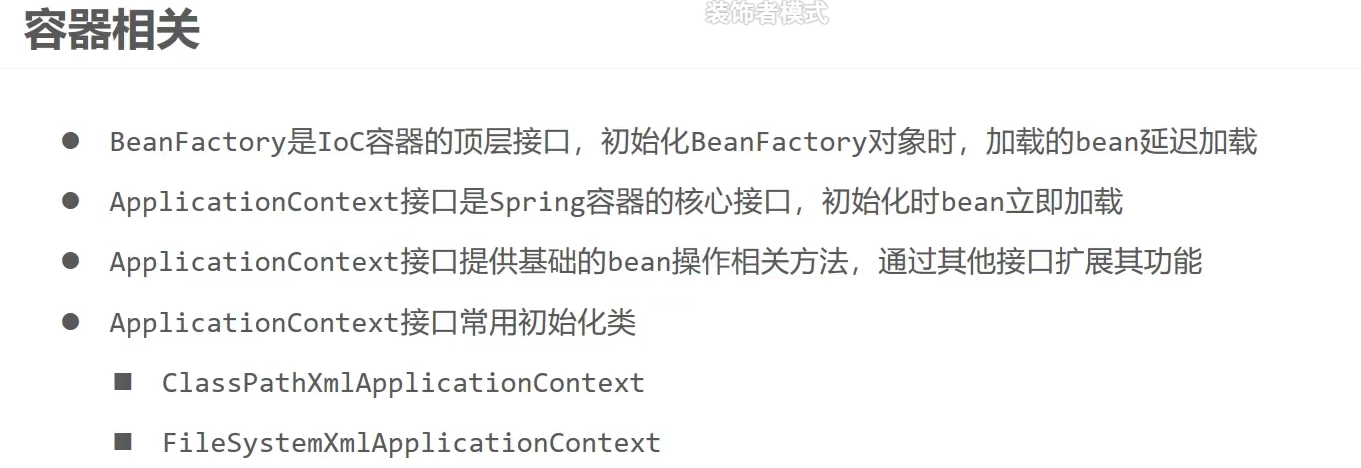 容器相关
装饰者模式
● BeanFactory是IoC容器的顶层接口，初始化BeanFactory对象时，加载的bean延迟加载
● ApplicationContext接口是Spring容器的核心接口，初始化时bean立即加载
● ApplicationContext接口提供基础的bean操作相关方法，通过其他接口扩展其功能
● ApplicationContext接口常用初始化类
■ ClassPathXmlApplicationContext
■ FileSystemXmlApplicationContext